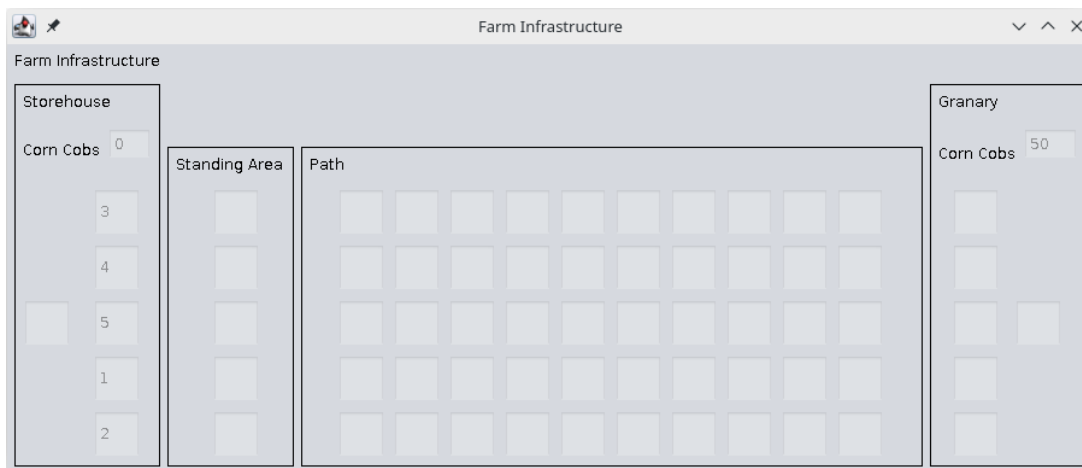 Farm Infrastructure
Farm Infrastructure
Storehouse
Corn Cobs 0
3
4
5
1
2
Standing Area
Path
Granary
Corn Cobs 50